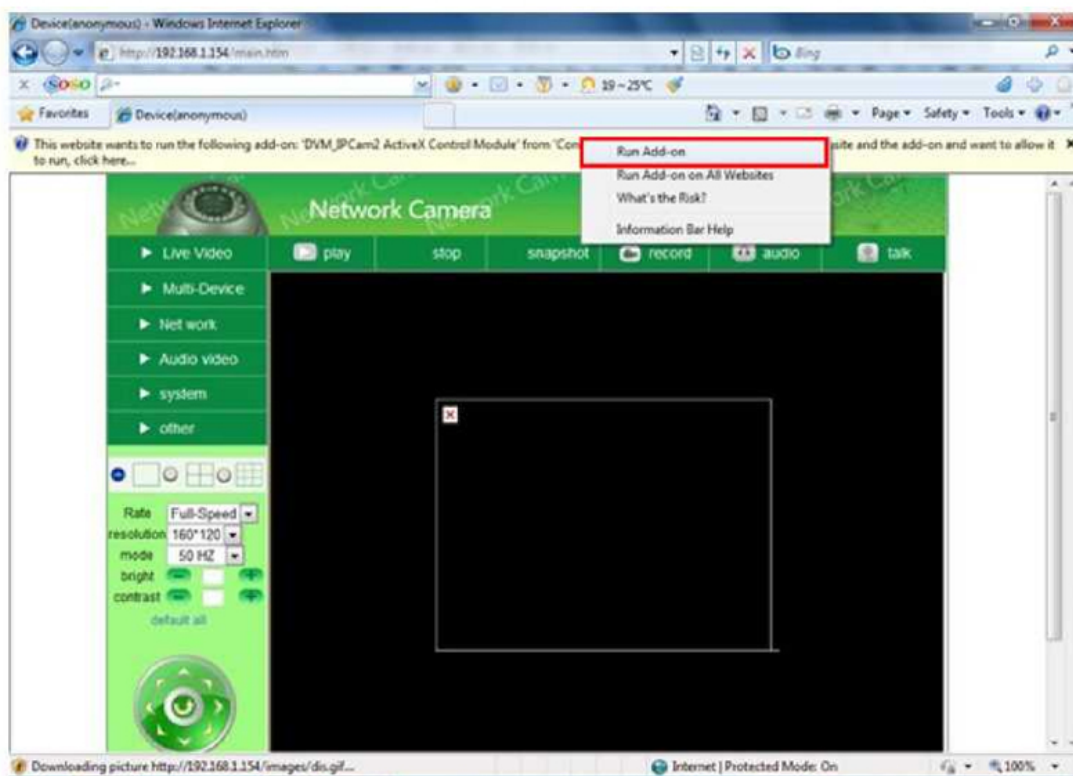 Device(anonymous) - Windows Internet Explorer
http://192.168.1.154/main.htm
Bing
SOSO
19~25℃
Favorites
Device(anonymous)
Page
Safety
Tools
This website wants to run the following add-on: 'DVM_IPCam2 ActiveX Control Module' from 'Con
site and the add-on and want to allow it
to run, click here...
Run Add-on
Run Add-on on All Websites
What's the Risk?
Information Bar Help
Network Camera
Live Video
play
stop
snapshot
record
audio
talk
Multi-Device
Net work
Audio video
system
other
Rate Full-Speed
resolution 160*120
mode 50 HZ
bright
contrast
default all
Downloading picture http://192.168.1.154/images/dis.gif...
Internet | Protected Mode: On
100%